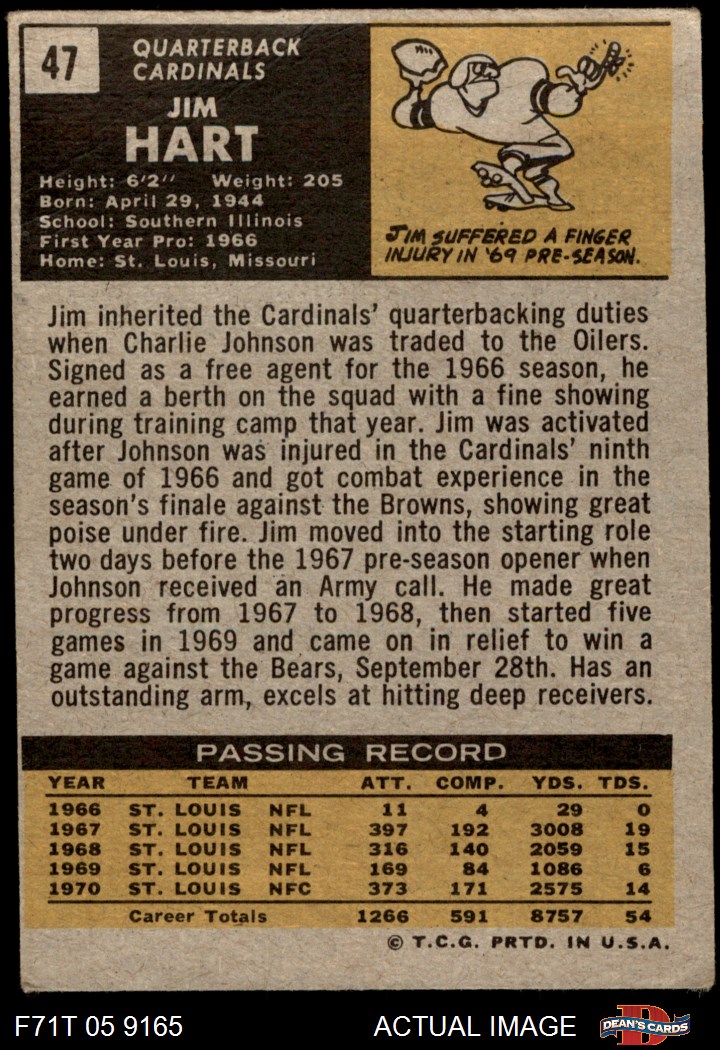 47
QUARTERBACK
CARDINALS
JIM
HART
Height: 6'2" Weight: 205
Born: April 29, 1944
School: Southern Illinois
First Year Pro: 1966
Home: St. Louis, Missouri
JIM SUFFERED A FINGER
INJURY IN '69 PRE-SEASON.
Jim inherited the Cardinals' quarterbacking duties
when Charlie Johnson was traded to the Oilers.
Signed as a free agent for the 1966 season, he
earned a berth on the squad with a fine showing
during training camp that year. Jim was activated
after Johnson was injured in the Cardinals' ninth
game of 1966 and got combat experience in the
season's finale against the Browns, showing great
poise under fire. Jim moved into the starting role
two days before the 1967 pre-season opener when
Johnson received an Army call. He made great
progress from 1967 to 1968, then started five
games in 1969 and came on in relief to win a
game against the Bears, September 28th. Has an
outstanding arm, excels at hitting deep receivers.
PASSING RECORD
YEAR TEAM ATT. COMP. YDS. TDS.
1966 ST. LOUIS NFL 11 4 29 0
1967 ST. LOUIS NFL 397 192 3008 19
1968 ST. LOUIS NFL 316 140 2059 15
1969 ST. LOUIS NFL 169 84 1086 6
1970 ST. LOUIS NFC 373 171 2575 14
Career Totals 1266 591 8757 54
© T.C.G. PRTD. IN U.S.A.
F71T 05 9165 ACTUAL IMAGE
D
DEAN'S CARDS